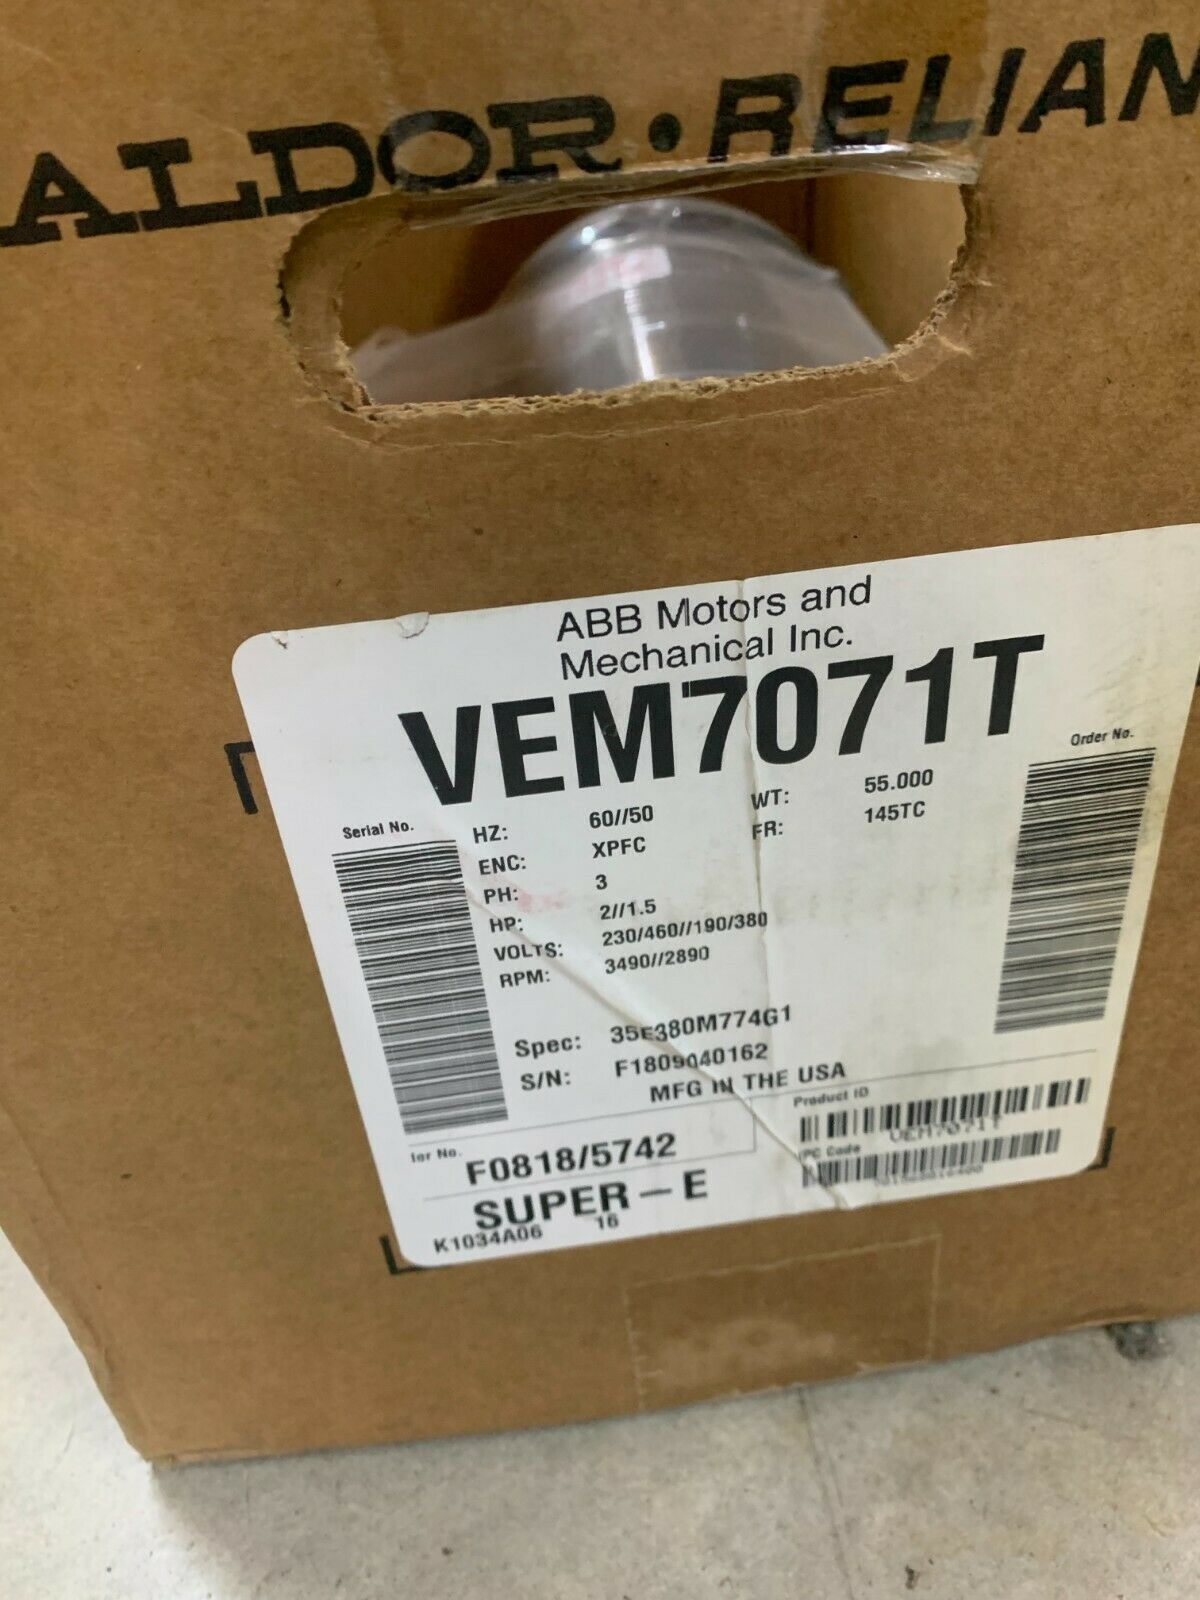 ALDOR · RELIAN
ABB Motors and
Mechanical Inc.
VEM7071T
Serial No.
Order No.
HZ: 60//50 WT: 55.000
ENC: XPFC FR: 145TC
PH: 3
HP: 2//1.5
VOLTS: 230/460//190/380
RPM: 3490//2890
Spec: 35E380M774G1
S/N: F1809040162
MFG IN THE USA
Product ID
VEM7071T
No.
F0818/5742
Code
SUPER-E
K1034A06 16